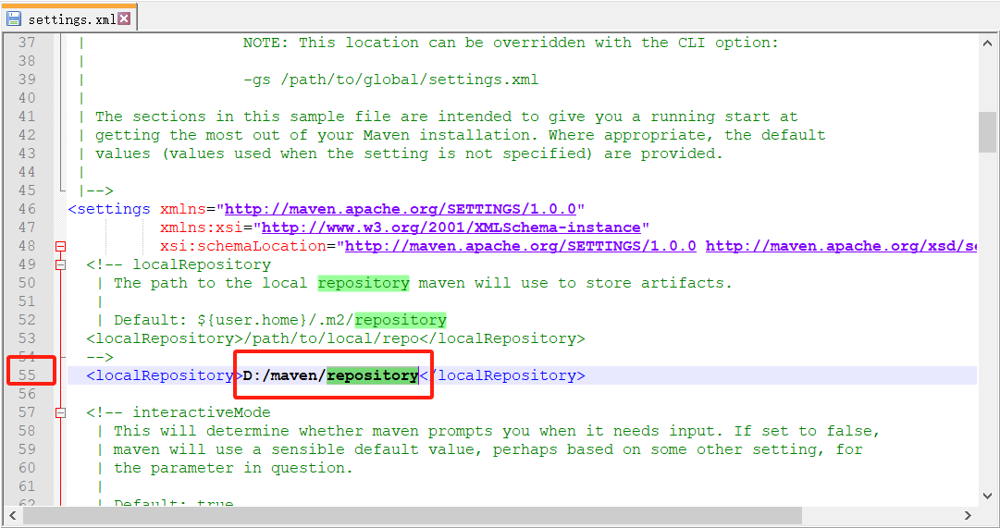 settings.xml
37 | NOTE: This location can be overridden with the CLI option:
38 |
39 | -gs /path/to/global/settings.xml
40 |
41 | The sections in this sample file are intended to give you a running start at
42 | getting the most out of your Maven installation. Where appropriate, the default
43 | values (values used when the setting is not specified) are provided.
44 |
45 |-->
46 <settings xmlns="http://maven.apache.org/SETTINGS/1.0.0"
47 xmlns:xsi="http://www.w3.org/2001/XMLSchema-instance"
48 xsi:schemaLocation="http://maven.apache.org/SETTINGS/1.0.0 http://maven.apache.org/xsd/se
49 <!-- localRepository
50 | The path to the local repository maven will use to store artifacts.
51 |
52 | Default: ${user.home}/.m2/repository
53 <localRepository>/path/to/local/repo</localRepository>
54 -->
55 <localRepository>D:/maven/repository</localRepository>
56
57 <!-- interactiveMode
58 | This will determine whether maven prompts you when it needs input. If set to false,
59 | maven will use a sensible default value, perhaps based on some other setting, for
60 | the parameter in question.
61 |
62 | Default: true